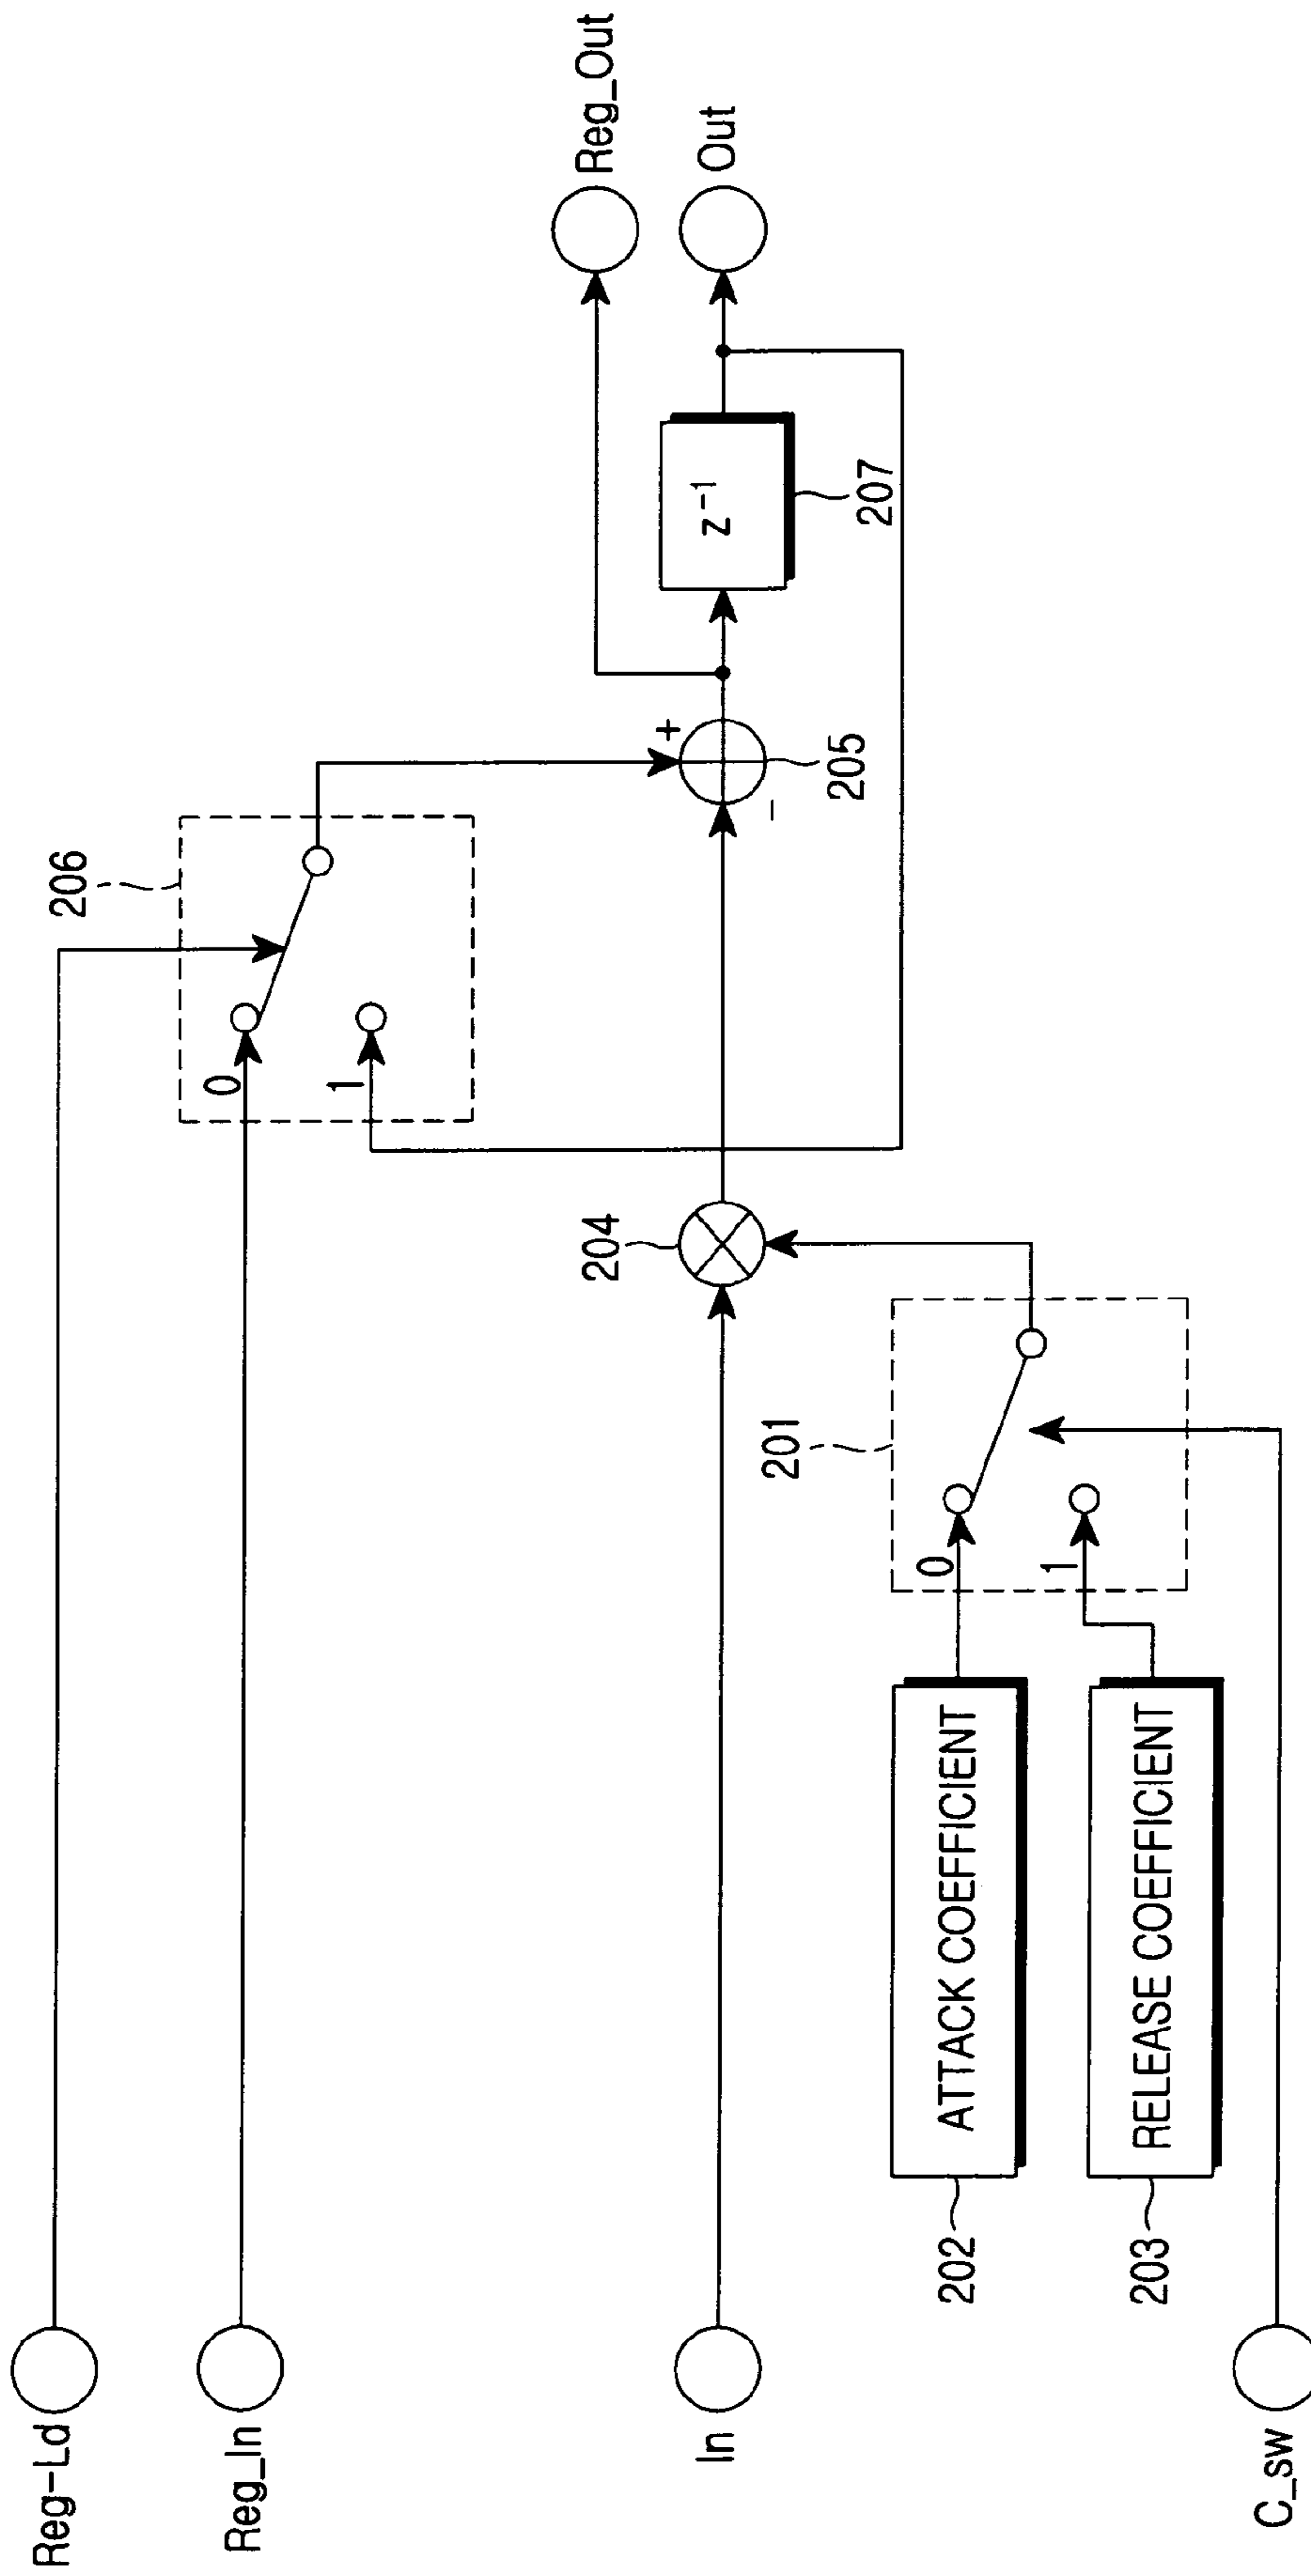 Reg-Ld
Reg_In
In
C_sw
206
0
1
204
201
0
1
ATTACK COEFFICIENT
202
RELEASE COEFFICIENT
203
+
-
205
z⁻¹
207
Reg_Out
Out